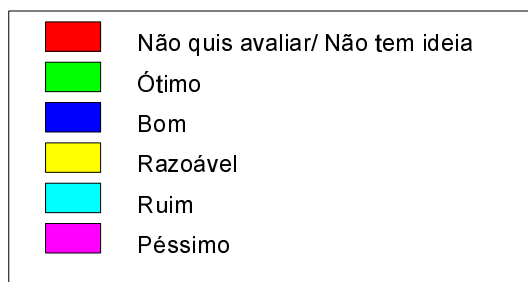 Não quis avaliar/ Não tem ideia
Ótimo
Bom
Razoável
Ruim
Péssimo